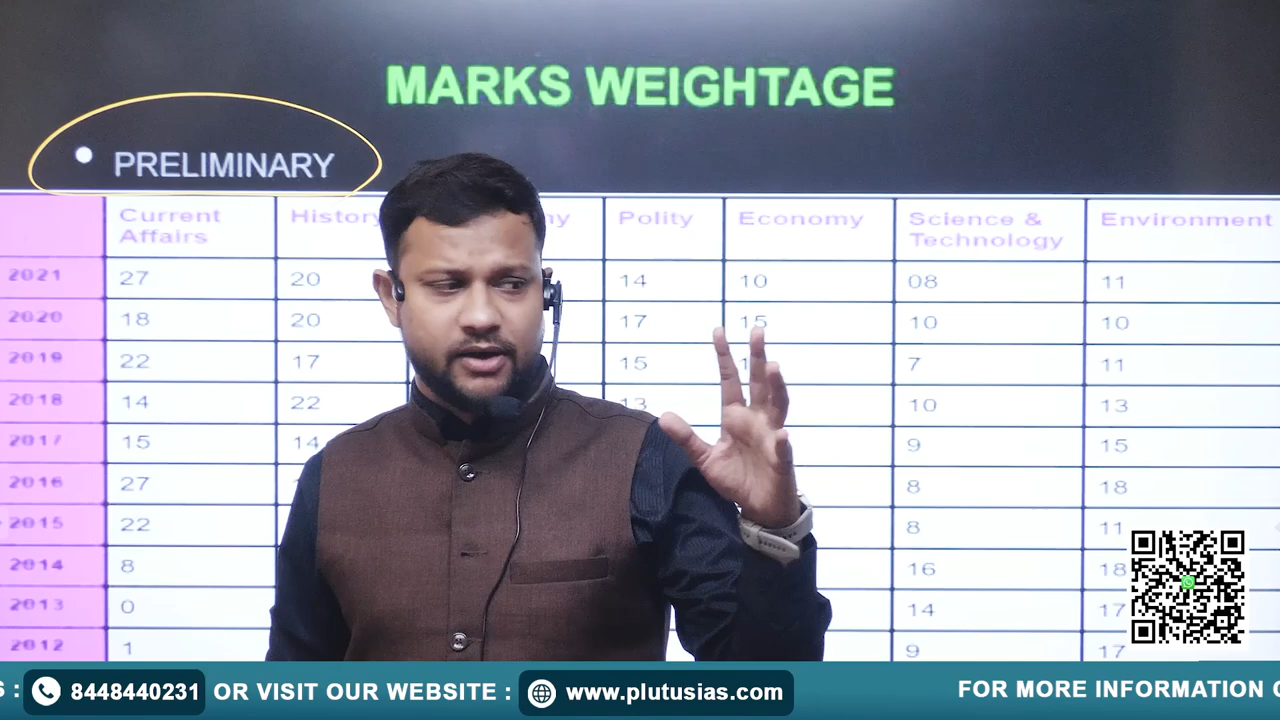 MARKS WEIGHTAGE
• PRELIMINARY
Current Affairs History Polity Economy Science & Technology Environment
2021 27 20 14 10 08 11
2020 18 20 17 15 10 10
2019 22 17 15 7 11
2018 14 22 13 10 13
2017 15 14 9 15
2016 27 8 18
2015 22 8 11
2014 8 16 18
2013 0 14 17
2012 1 9 17
8448440231 OR VISIT OUR WEBSITE : www.plutusias.com FOR MORE INFORMATION